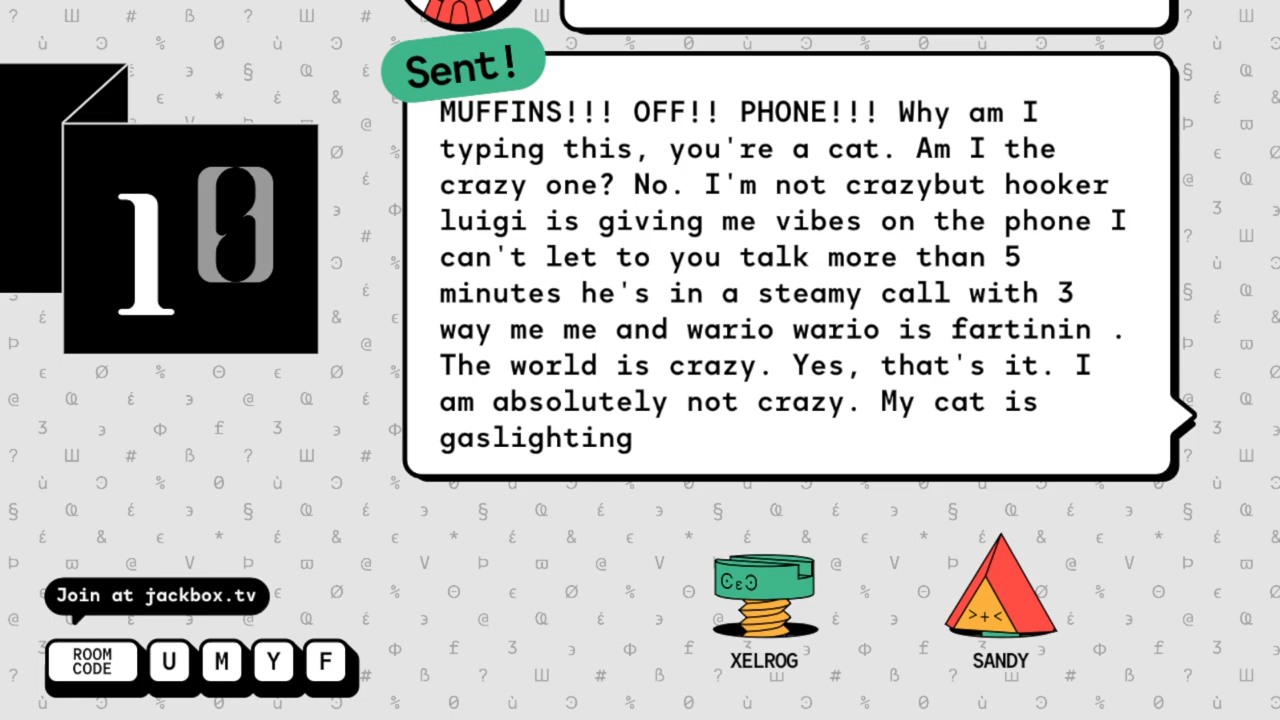 Sent!
MUFFINS!!! OFF!! PHONE!!! Why am I
typing this, you're a cat. Am I the
crazy one? No. I'm not crazybut hooker
luigi is giving me vibes on the phone I
can't let to you talk more than 5
minutes he's in a steamy call with 3
way me me and wario wario is fartinin .
The world is crazy. Yes, that's it. I
am absolutely not crazy. My cat is
gaslighting
Join at jackbox.tv
ROOM
CODE
U M Y F
XELROG
SANDY